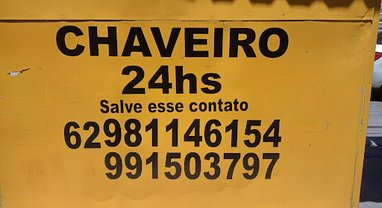 CHAVEIRO
24hs
Salve esse contato
62981146154
991503797